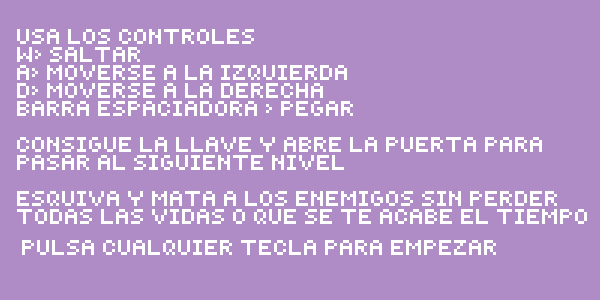 USA LOS CONTROLES
W> SALTAR
A> MOVERSE A LA IZQUIERDA
D> MOVERSE A LA DERECHA
BARRA ESPACIADORA > PEGAR
CONSIGUE LA LLAVE Y ABRE LA PUERTA PARA
PASAR AL SIGUIENTE NIVEL
ESQUIVA Y MATA A LOS ENEMIGOS SIN PERDER
TODAS LAS VIDAS O QUE SE TE ACABE EL TIEMPO
PULSA CUALQUIER TECLA PARA EMPEZAR